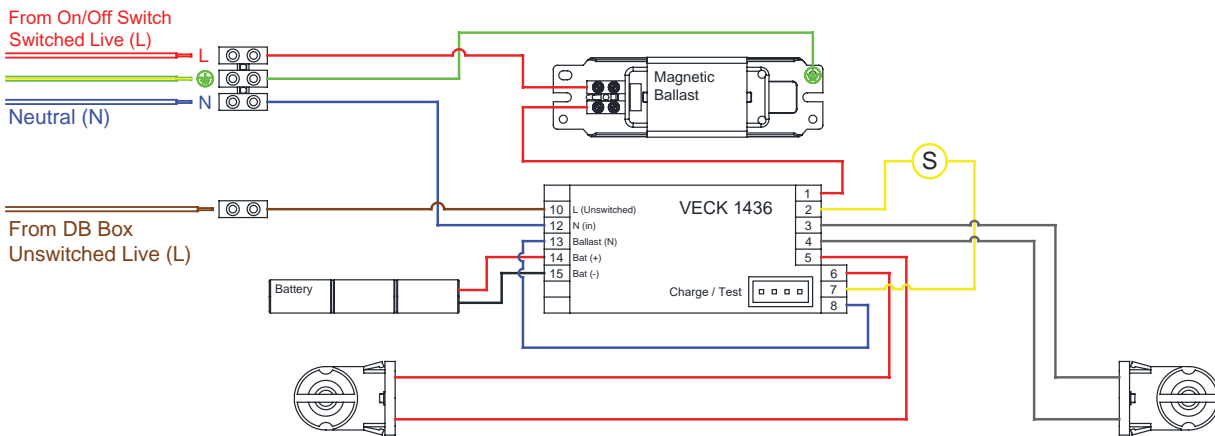 From On/Off Switch
Switched Live (L)
L
N
Neutral (N)
Magnetic
Ballast
S
From DB Box
Unswitched Live (L)
VECK 1436
10 L (Unswitched)
12 N (in)
13 Ballast (N)
14 Bat (+)
15 Bat (-)
1
2
3
4
5
6
7
8
Charge / Test
Battery